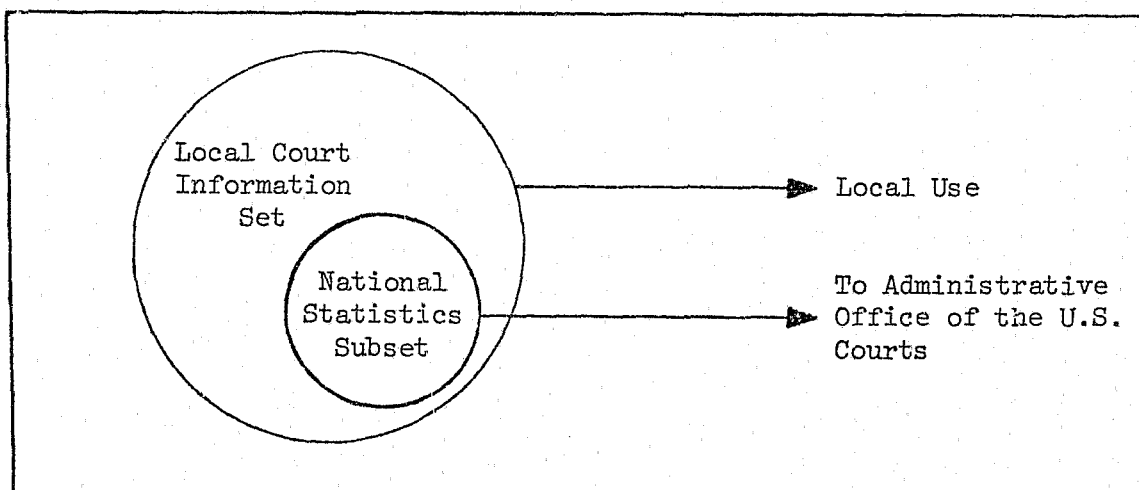 Local Court
Information
Set
National
Statistics
Subset
Local Use
To Administrative
Office of the U.S.
Courts